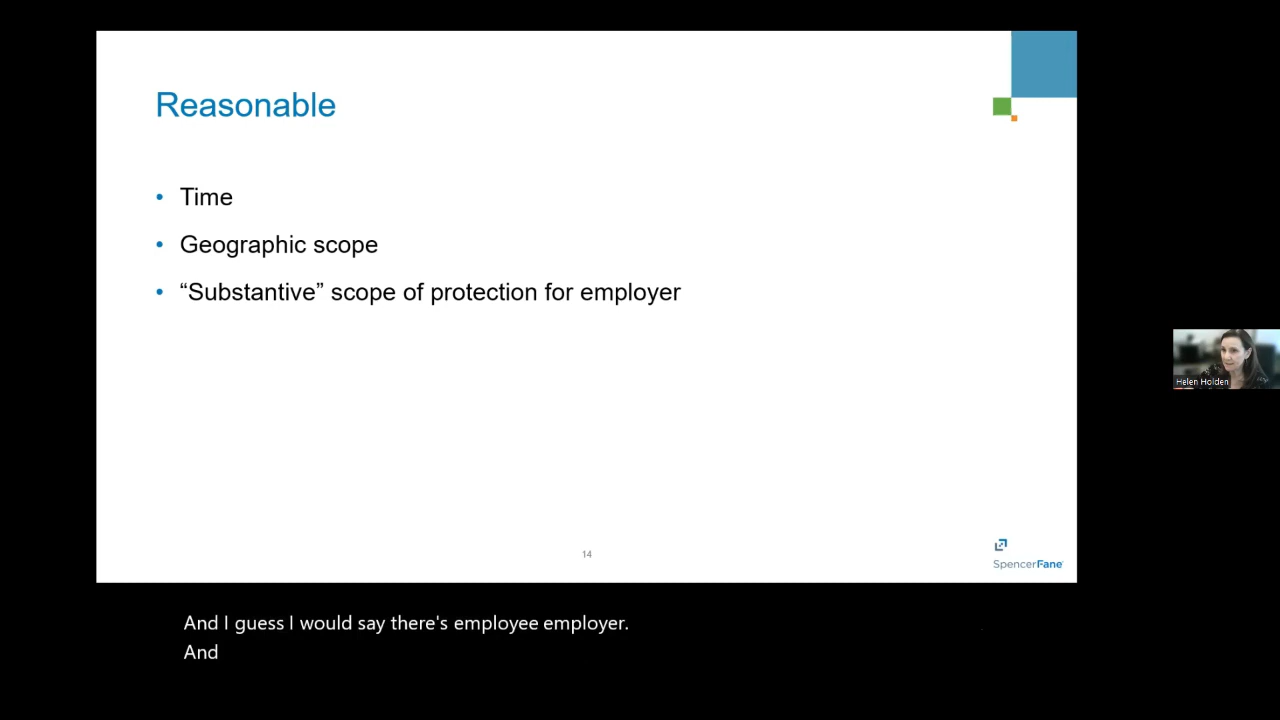 Reasonable
• Time
• Geographic scope
• “Substantive” scope of protection for employer
Helen Holden
14
SpencerFane
And I guess I would say there's employee employer.
And